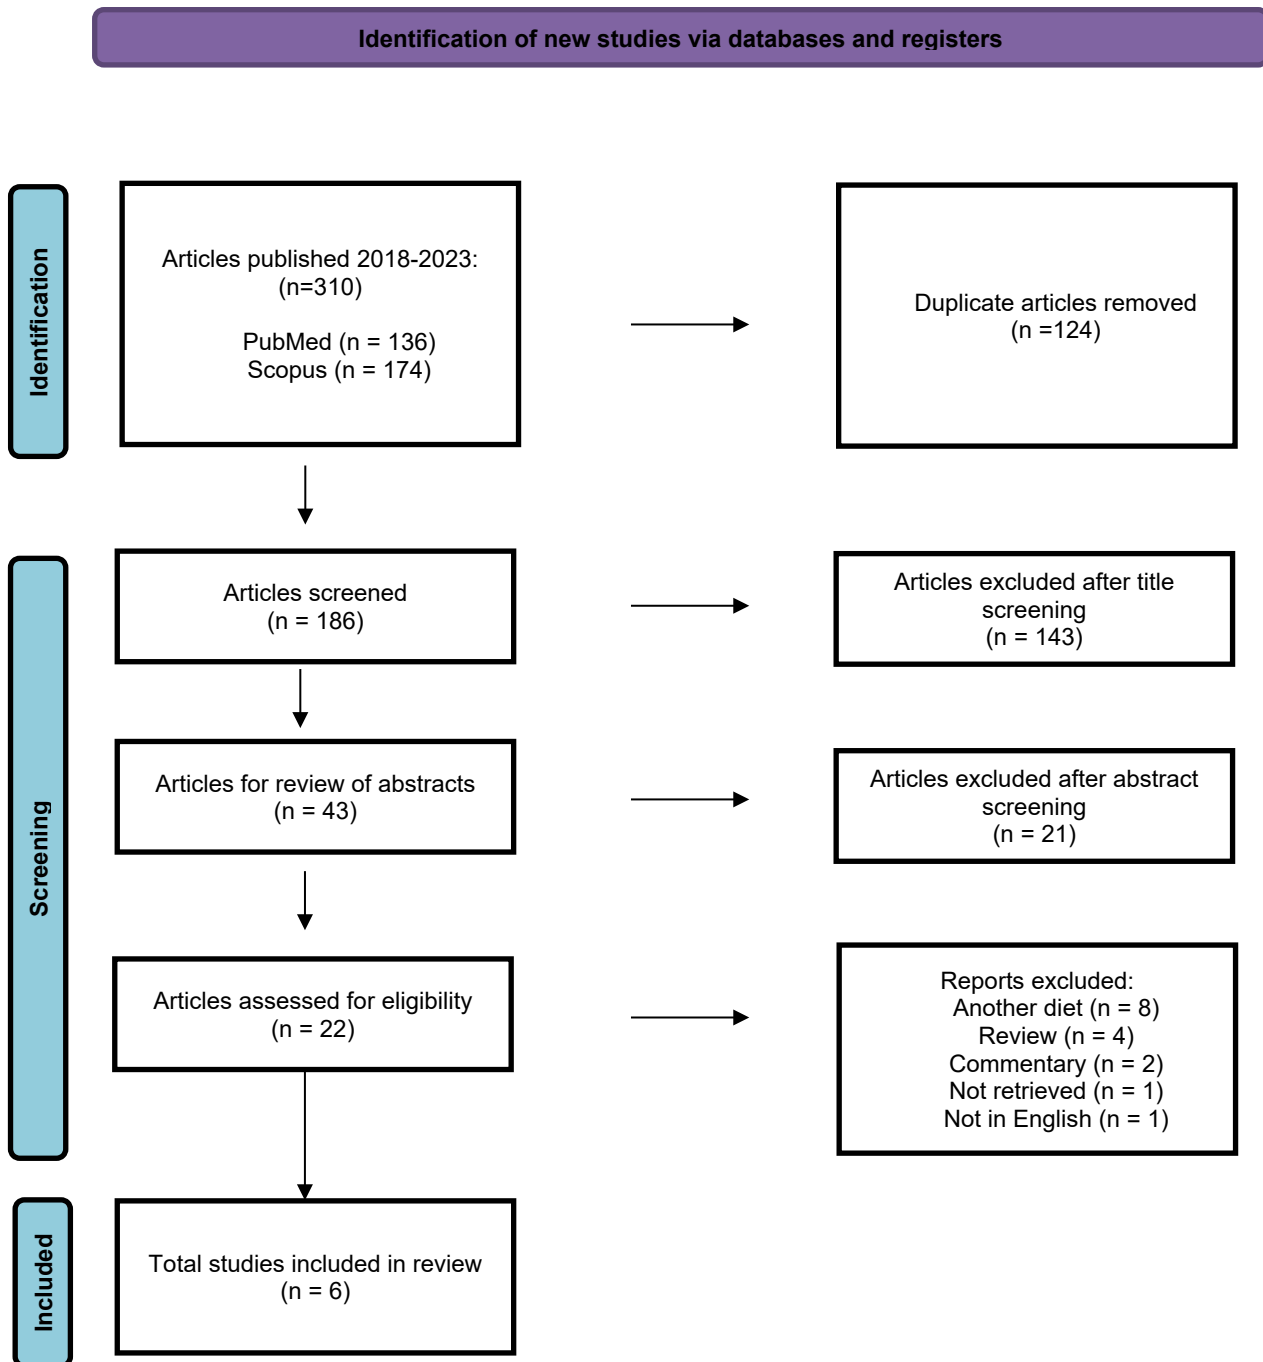 Identification of new studies via databases and registers
Identification
Articles published 2018-2023:
(n=310)
PubMed (n = 136)
Scopus (n = 174)
Duplicate articles removed
(n =124)
Screening
Articles screened
(n = 186)
Articles excluded after title
screening
(n = 143)
Articles for review of abstracts
(n = 43)
Articles excluded after abstract
screening
(n = 21)
Articles assessed for eligibility
(n = 22)
Reports excluded:
Another diet (n = 8)
Review (n = 4)
Commentary (n = 2)
Not retrieved (n = 1)
Not in English (n = 1)
Included
Total studies included in review
(n = 6)